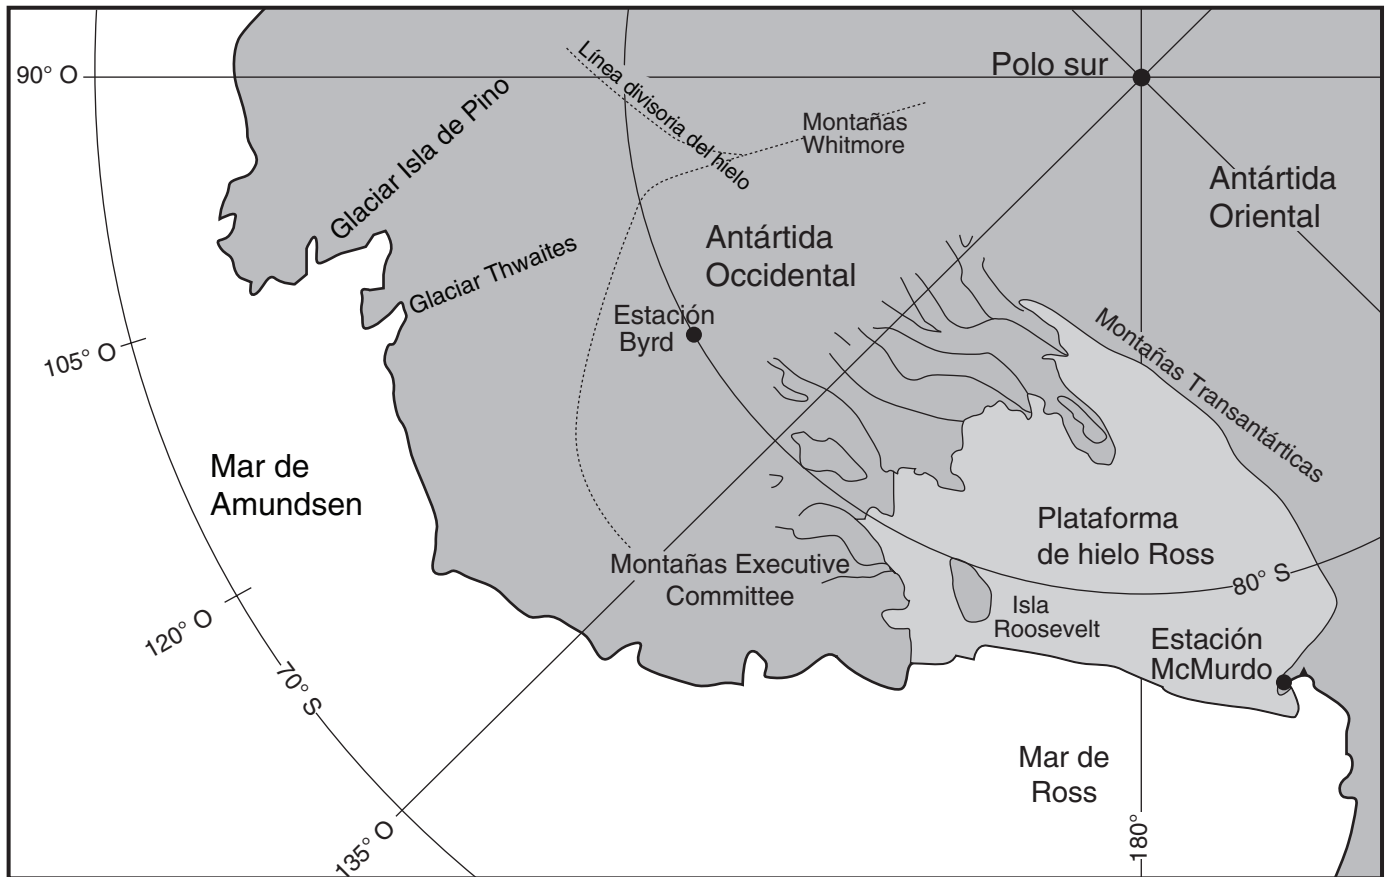 90° O
Polo sur
Línea divisoria del hielo
Montañas
Whitmore
Glaciar Isla de Pino
Antártida
Oriental
Antártida
Occidental
Glaciar Thwaites
Estación
Byrd
Montañas Transantárticas
105° O
Mar de
Amundsen
Plataforma
de hielo Ross
Montañas Executive
Committee
80° S
Isla
Roosevelt
120° O
Estación
McMurdo
70° S
Mar de
Ross
135° O
180°